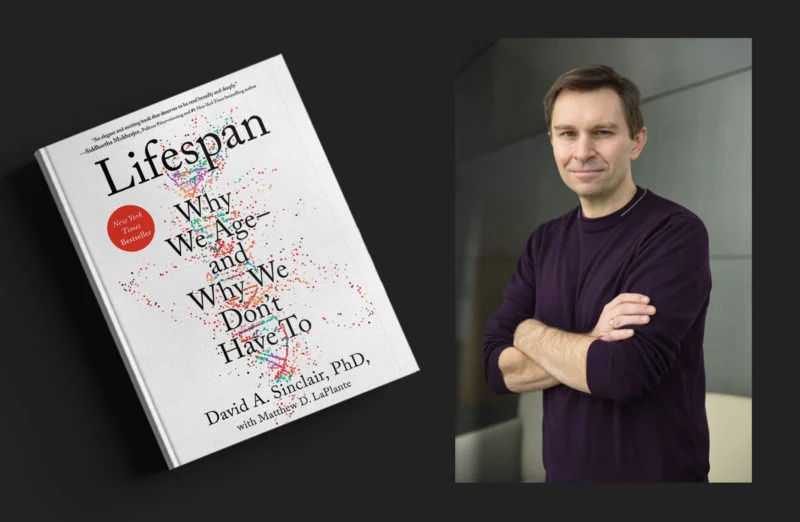 "An elegant and exciting book that deserves to be read broadly and deeply."
—Siddhartha Mukherjee, Pulitzer Prize-winning and #1 New York Times bestselling author
Lifespan
New York
Times
Bestseller
Why
We Age—
and
Why We
Don't
Have To
David A. Sinclair, PhD,
with Matthew D. LaPlante